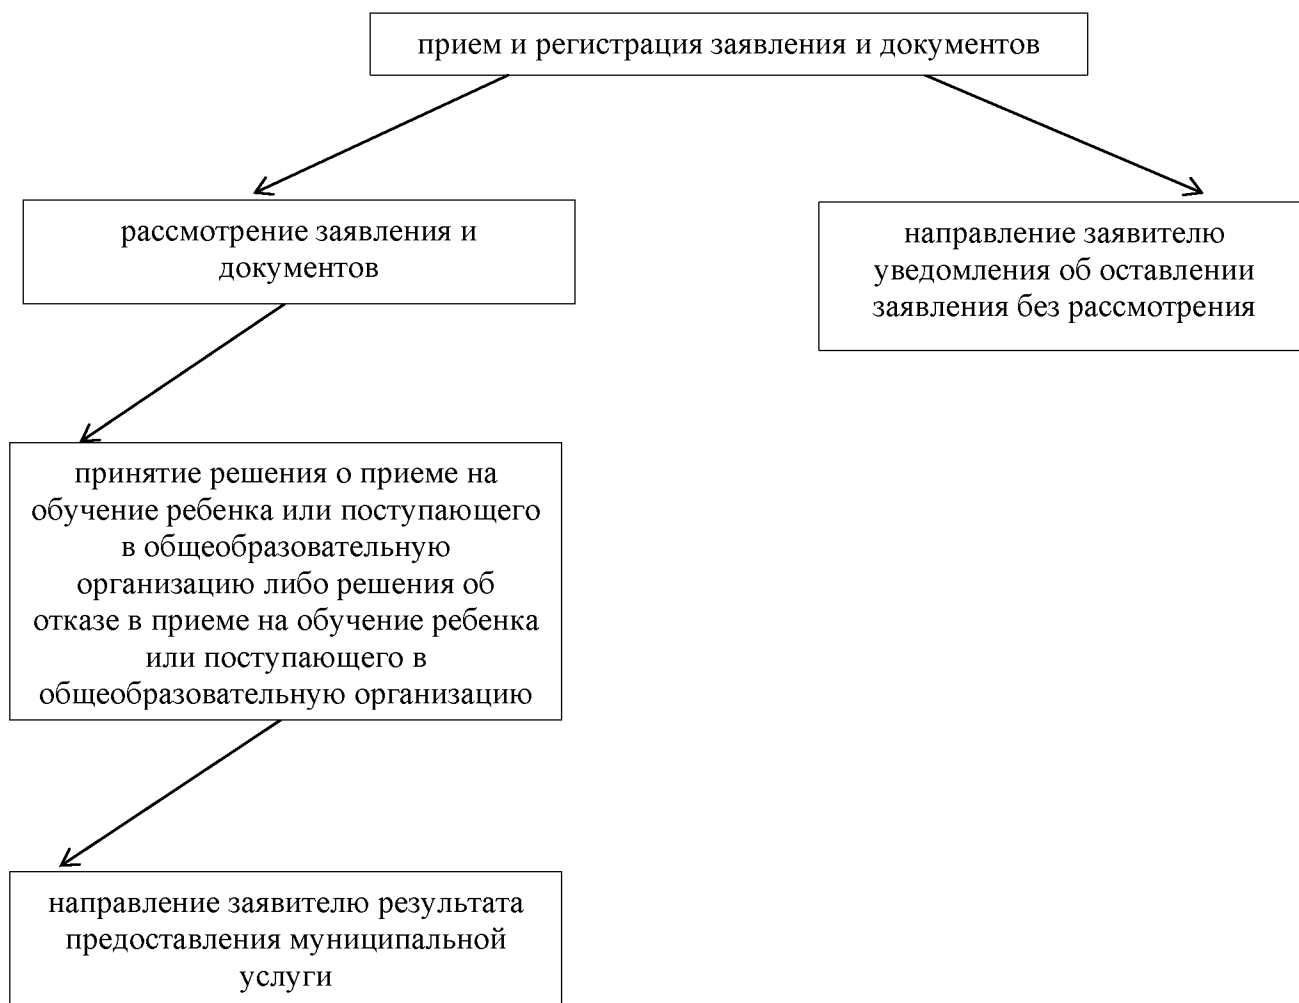 прием и регистрация заявления и документов
рассмотрение заявления и
документов
направление заявителю
уведомления об оставлении
заявления без рассмотрения
принятие решения о приеме на
обучение ребенка или поступающего
в общеобразовательную
организацию либо решения об
отказе в приеме на обучение ребенка
или поступающего в
общеобразовательную организацию
направление заявителю результата
предоставления муниципальной
услуги